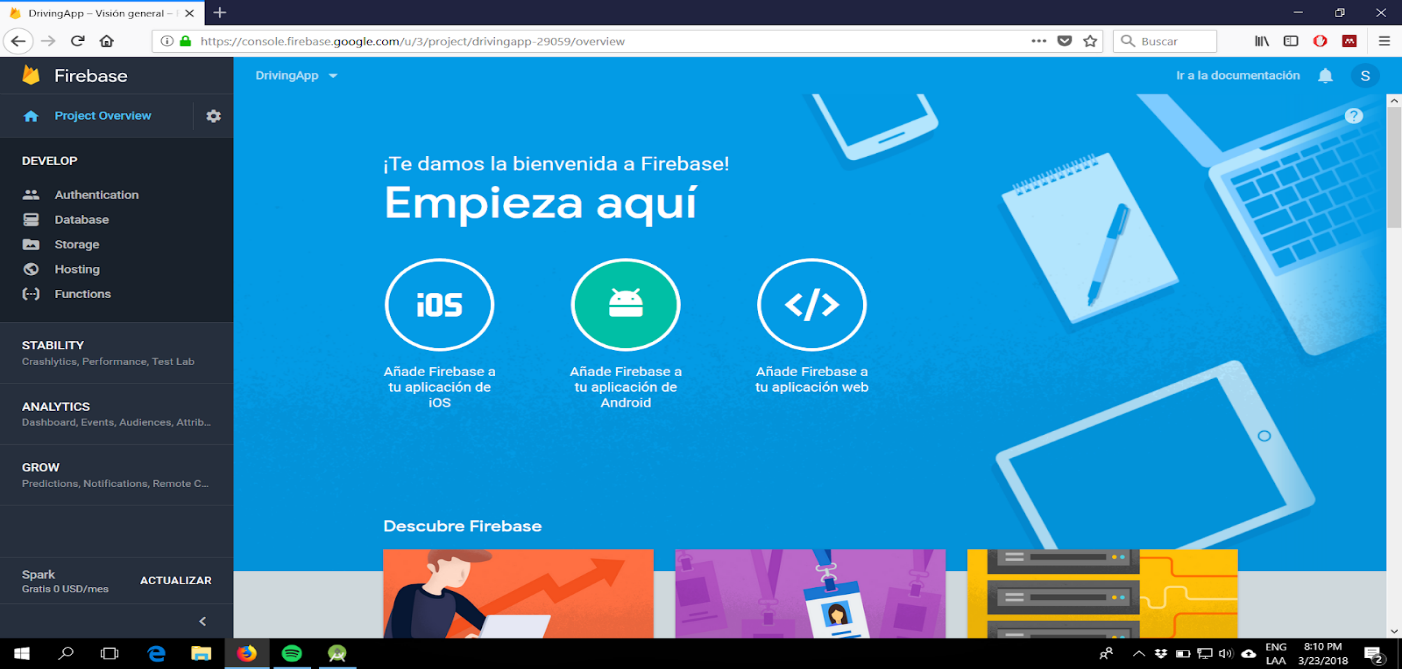 DrivingApp – Visión general –
https://console.firebase.google.com/u/3/project/drivingapp-29059/overview
Buscar
Firebase
DrivingApp
Ir a la documentación
S
Project Overview
?
DEVELOP
Authentication
Database
Storage
Hosting
Functions
STABILITY
Crashlytics, Performance, Test Lab
ANALYTICS
Dashboard, Events, Audiences, Attrib...
GROW
Predictions, Notifications, Remote C...
Spark
Gratis 0 USD/mes
ACTUALIZAR
¡Te damos la bienvenida a Firebase!
Empieza aquí
iOS
</>
Añade Firebase a
tu aplicación de
iOS
Añade Firebase a
tu aplicación de
Android
Añade Firebase a
tu aplicación web
Descubre Firebase
ENG
LAA
8:10 PM
3/23/2018
2